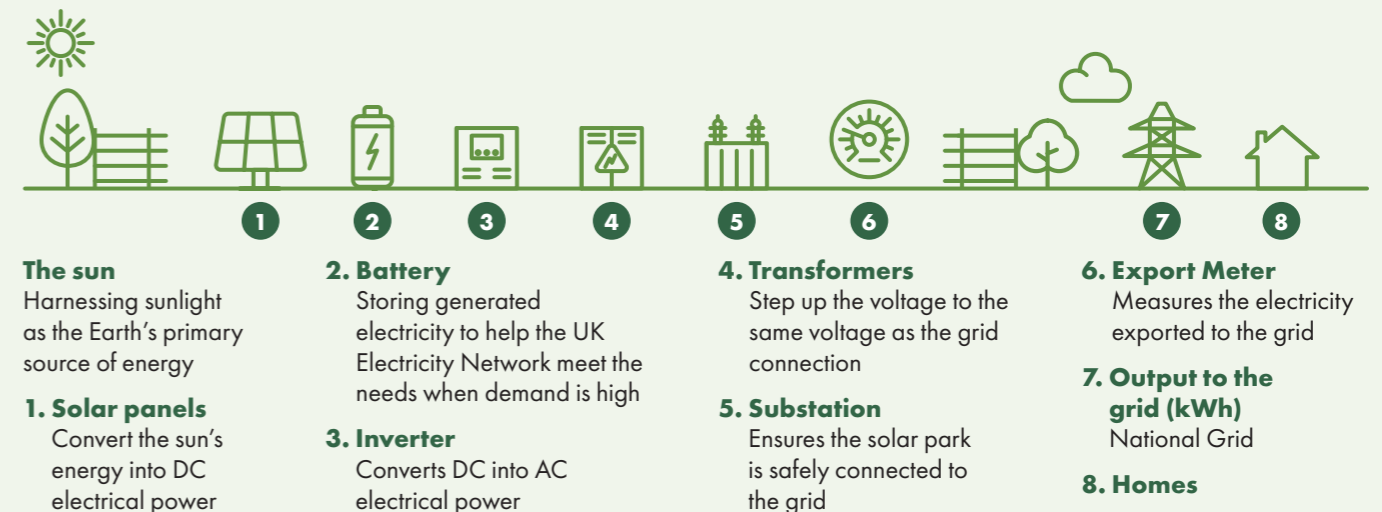 1
2
3
4
5
6
7
8
The sun
Harnessing sunlight
as the Earth’s primary
source of energy
1. Solar panels
Convert the sun’s
energy into DC
electrical power
2. Battery
Storing generated
electricity to help the UK
Electricity Network meet the
needs when demand is high
3. Inverter
Converts DC into AC
electrical power
4. Transformers
Step up the voltage to the
same voltage as the grid
connection
5. Substation
Ensures the solar park
is safely connected to
the grid
6. Export Meter
Measures the electricity
exported to the grid
7. Output to the
grid (kWh)
National Grid
8. Homes